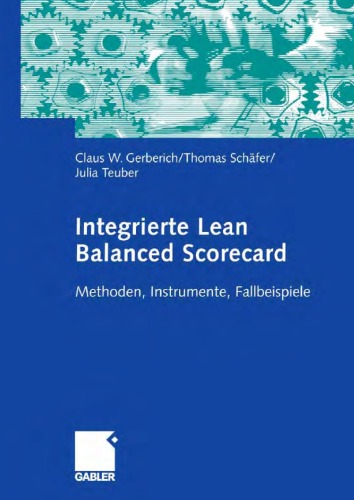 Claus W. Gerberich/Thomas Schäfer/
Julia Teuber
Integrierte Lean
Balanced Scorecard
Methoden, Instrumente, Fallbeispiele
GABLER